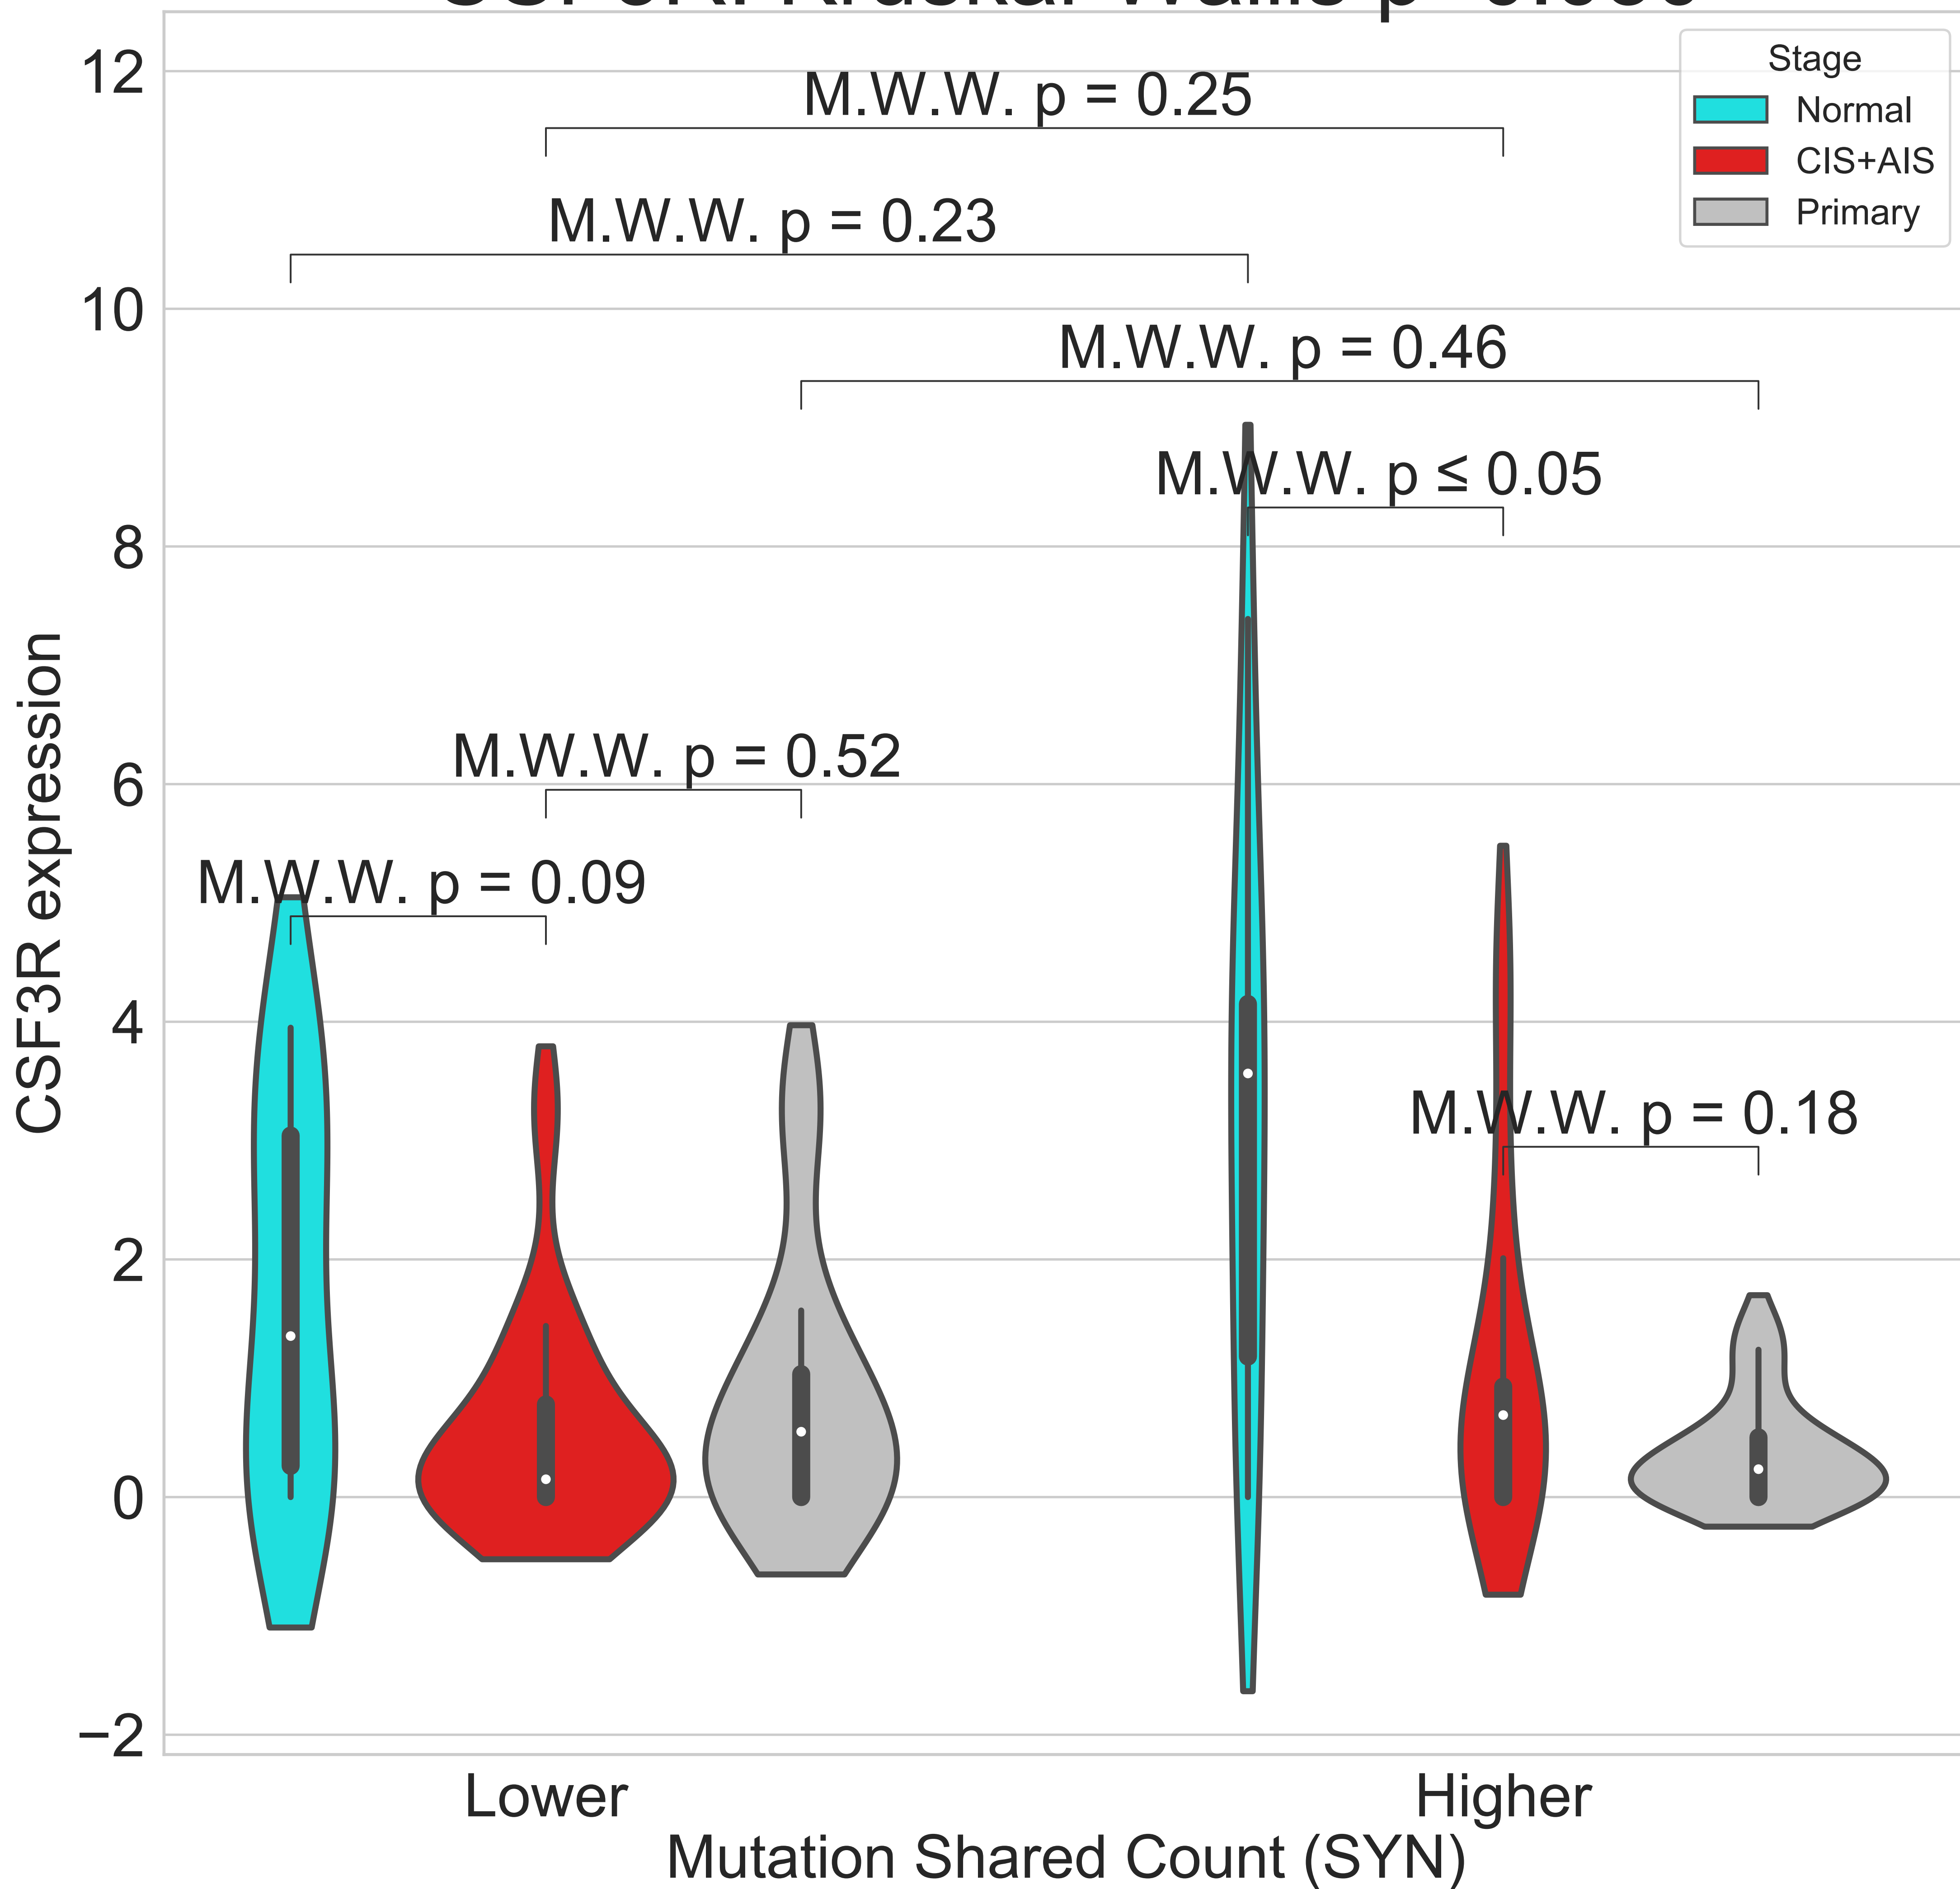 12
10
8
6
4
2
0
−2
CSF3R expression
M.W.W. p = 0.25
M.W.W. p = 0.23
M.W.W. p = 0.46
M.W.W. p ≤ 0.05
M.W.W. p = 0.52
M.W.W. p = 0.09
M.W.W. p = 0.18
Stage
Normal
CIS+AIS
Primary
Lower
Higher
Mutation Shared Count (SYN)